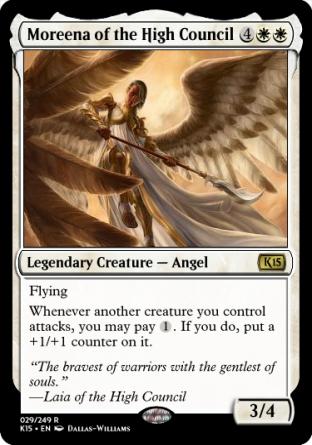 Moreena of the High Council 4
K15
Legendary Creature — Angel
Flying
Whenever another creature you control
attacks, you may pay 1. If you do, put a
+1/+1 counter on it.
“The bravest of warriors with the gentlest of
souls.”
—Laia of the High Council
029/249 R
K15 • EN Dallas-Williams
3/4